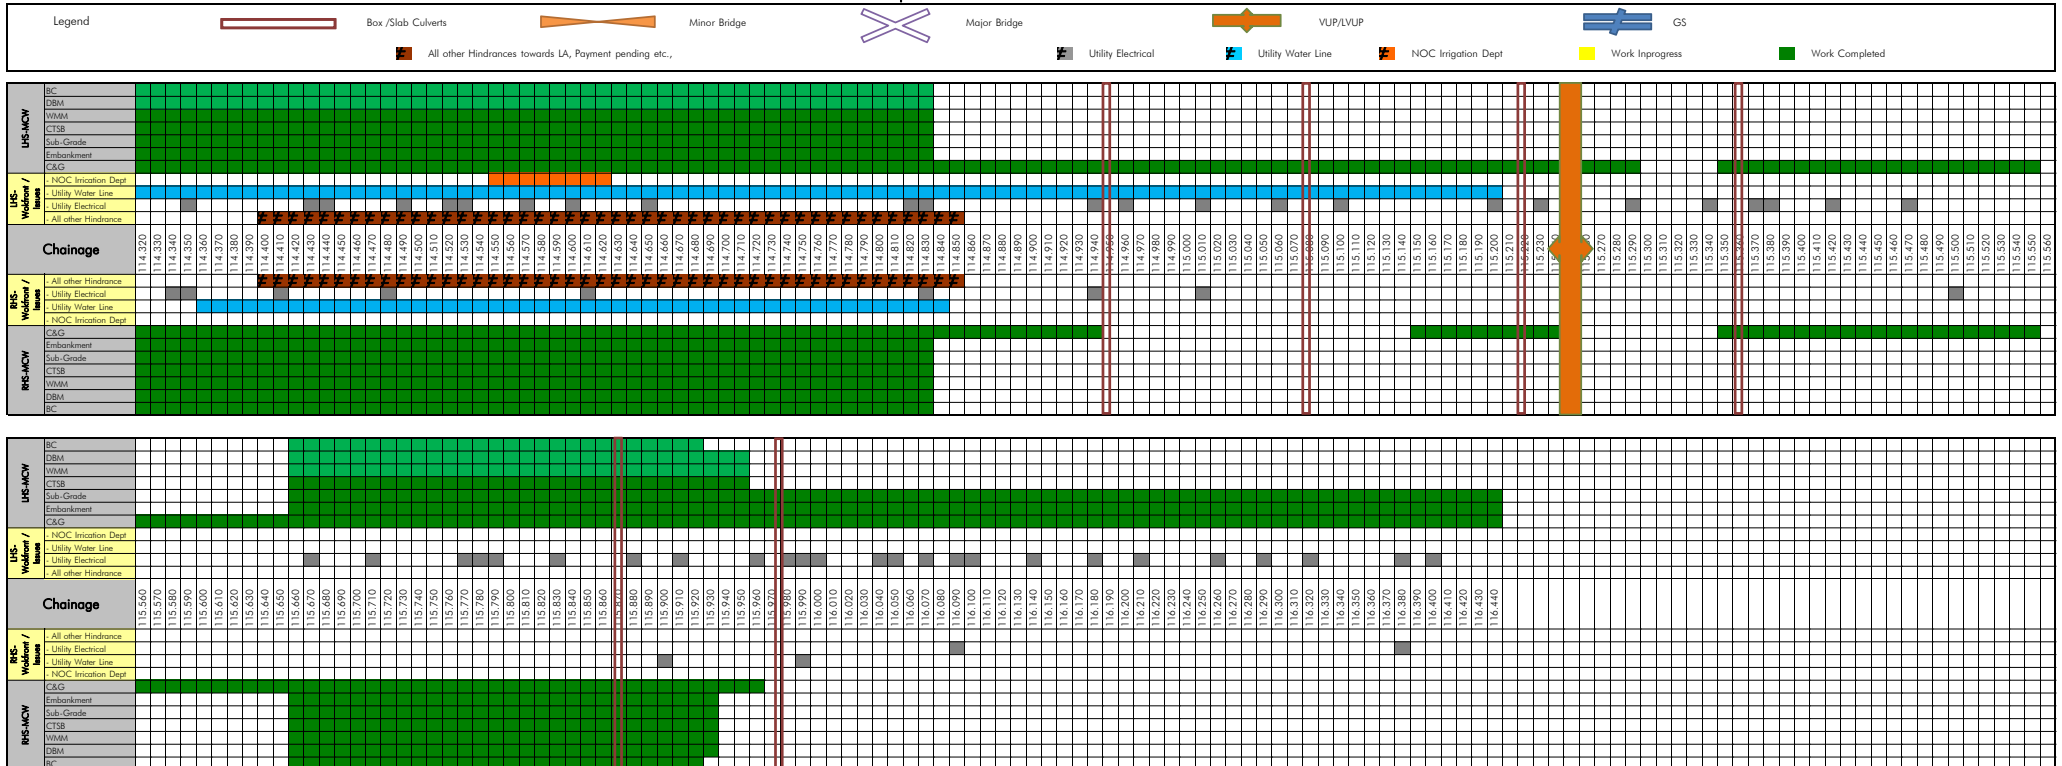 Legend
Box /Slab Culverts
Minor Bridge
Major Bridge
VUP/LVUP
GS
All other Hindrances towards LA, Payment pending etc.,
Utility Electrical
Utility Water Line
NOC Irrigation Dept
Work Inprogress
Work Completed
LHS-MCW
BC
DBM
WMM
CTSB
Sub-Grade
Embankment
C&G
LHS-
Issues
- NOC Irrication Dept
- Utility Water Line
- Utility Electrical
- All other Hindrance
Chainage
114.320 114.330 114.340 114.350 114.360 114.370 114.380 114.390 114.400 114.410 114.420 114.430 114.440 114.450 114.460 114.470 114.480 114.490 114.500 114.510 114.520 114.530 114.540 114.550 114.560 114.570 114.580 114.590 114.600 114.610 114.620 114.630 114.640 114.650 114.660 114.670 114.680 114.690 114.700 114.710 114.720 114.730 114.740 114.750 114.760 114.770 114.780 114.790 114.800 114.810 114.820 114.830 114.840 114.850 114.860 114.870 114.880 114.890 114.900 114.910 114.920 114.930 114.940 114.950 114.960 114.970 114.980 114.990 115.000 115.010 115.020 115.030 115.040 115.050 115.060 115.070 115.080 115.090 115.100 115.110 115.120 115.130 115.140 115.150 115.160 115.170 115.180 115.190 115.200 115.210 115.220 115.230 115.270 115.280 115.290 115.300 115.310 115.320 115.330 115.340 115.350 115.360 115.370 115.380 115.390 115.400 115.410 115.420 115.430 115.440 115.450 115.460 115.470 115.480 115.490 115.500 115.510 115.520 115.530 115.540 115.550 115.560
RHS-
Issues
- All other Hindrance
- Utility Electrical
- Utility Water Line
- NOC Irrication Dept
RHS-MCW
C&G
Embankment
Sub-Grade
CTSB
WMM
DBM
BC
LHS-MCW
BC
DBM
WMM
CTSB
Sub-Grade
Embankment
C&G
LHS-
Issues
- NOC Irrication Dept
- Utility Water Line
- Utility Electrical
- All other Hindrance
Chainage
115.560 115.570 115.580 115.590 115.600 115.610 115.620 115.630 115.640 115.650 115.660 115.670 115.680 115.690 115.700 115.710 115.720 115.730 115.740 115.750 115.760 115.770 115.780 115.790 115.800 115.810 115.820 115.830 115.840 115.850 115.860 115.870 115.880 115.890 115.900 115.910 115.920 115.930 115.940 115.950 115.960 115.970 115.980 115.990 116.000 116.010 116.020 116.030 116.040 116.050 116.060 116.070 116.080 116.090 116.100 116.110 116.120 116.130 116.140 116.150 116.160 116.170 116.180 116.190 116.200 116.210 116.220 116.230 116.240 116.250 116.260 116.270 116.280 116.290 116.300 116.310 116.320 116.330 116.340 116.350 116.360 116.370 116.380 116.390 116.400 116.410 116.420 116.430 116.440
RHS-
Issues
- All other Hindrance
- Utility Electrical
- Utility Water Line
- NOC Irrication Dept
RHS-MCW
C&G
Embankment
Sub-Grade
CTSB
WMM
DBM
BC